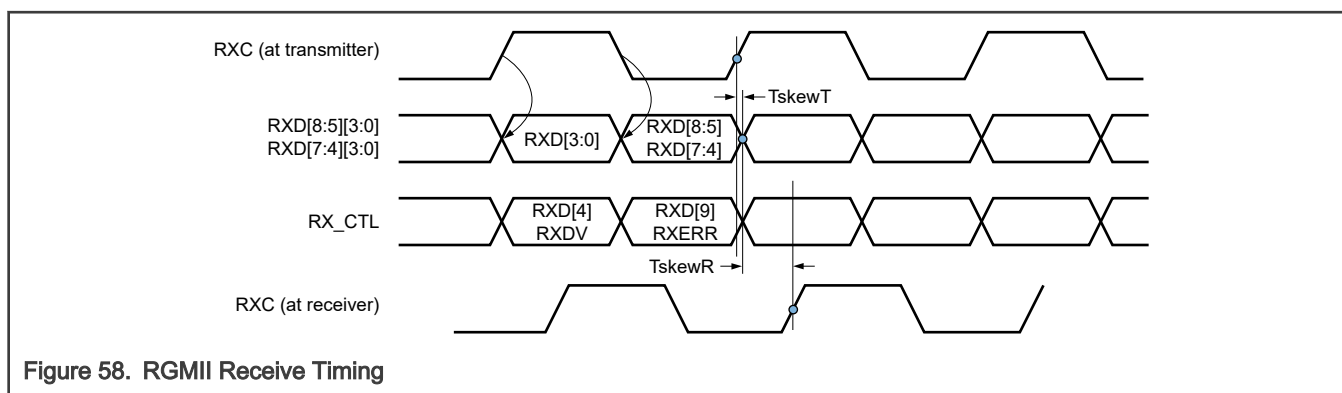 RXC (at transmitter)
TskewT
RXD[8:5][3:0]
RXD[7:4][3:0]
RXD[3:0]
RXD[8:5]
RXD[7:4]
RX_CTL
RXD[4]
RXDV
RXD[9]
RXERR
TskewR
RXC (at receiver)
Figure 58. RGMII Receive Timing